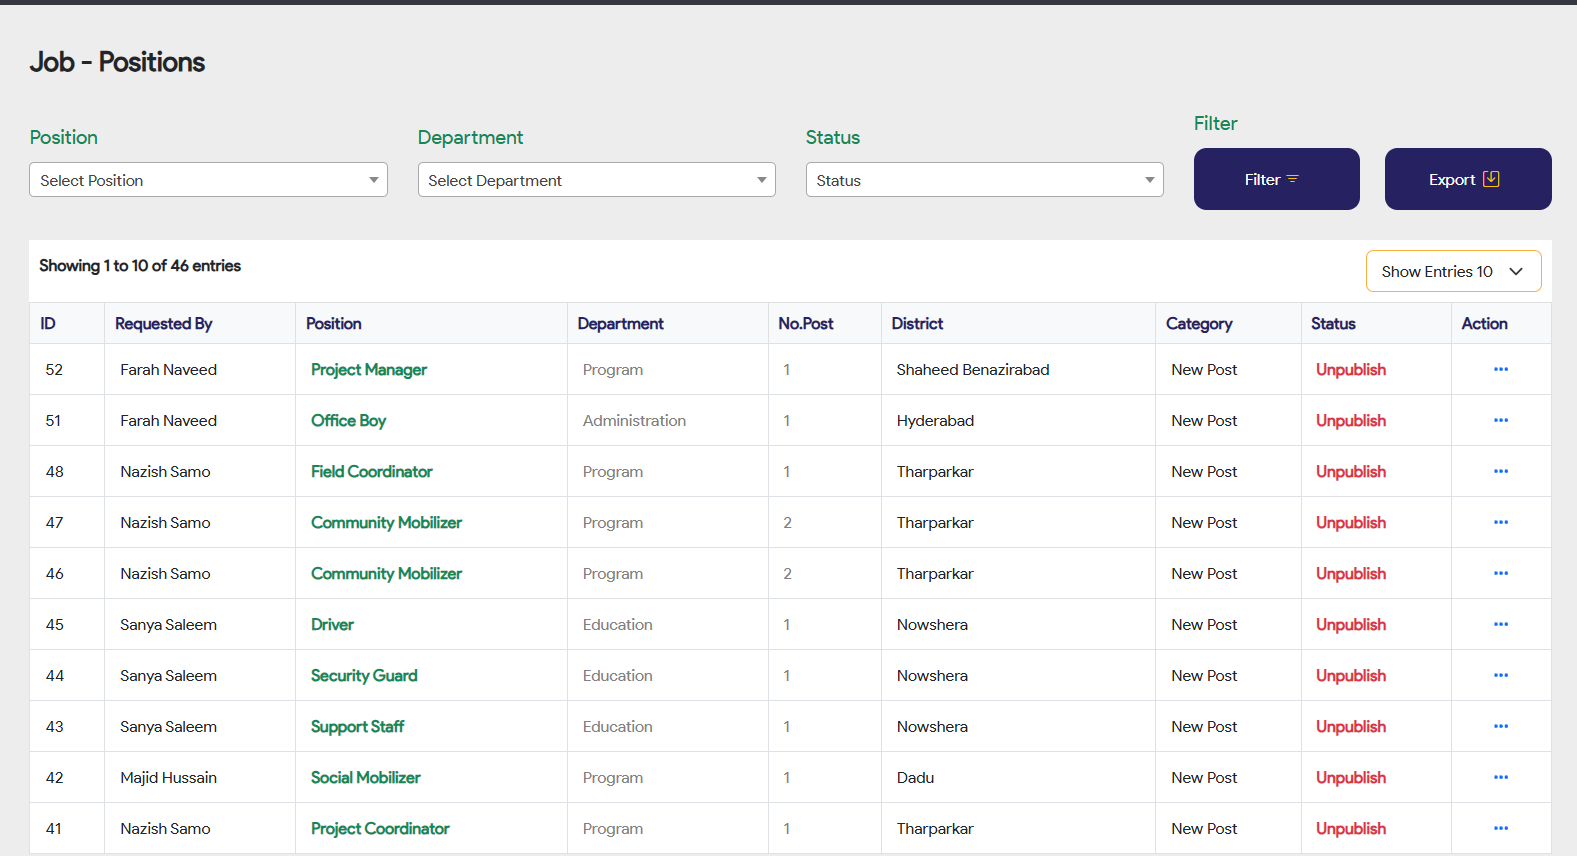 Job - Positions
Position Department Status Filter
Select Position Select Department Status Filter Export
Showing 1 to 10 of 46 entries Show Entries 10
ID Requested By Position Department No.Post District Category Status Action
52 Farah Naveed Project Manager Program 1 Shaheed Benazirabad New Post Unpublish
51 Farah Naveed Office Boy Administration 1 Hyderabad New Post Unpublish
48 Nazish Samo Field Coordinator Program 1 Tharparkar New Post Unpublish
47 Nazish Samo Community Mobilizer Program 2 Tharparkar New Post Unpublish
46 Nazish Samo Community Mobilizer Program 2 Tharparkar New Post Unpublish
45 Sanya Saleem Driver Education 1 Nowshera New Post Unpublish
44 Sanya Saleem Security Guard Education 1 Nowshera New Post Unpublish
43 Sanya Saleem Support Staff Education 1 Nowshera New Post Unpublish
42 Majid Hussain Social Mobilizer Program 1 Dadu New Post Unpublish
41 Nazish Samo Project Coordinator Program 1 Tharparkar New Post Unpublish